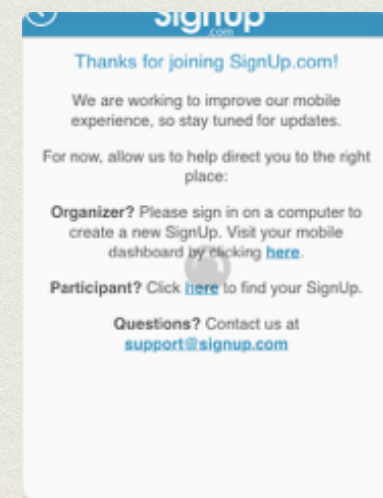 SignUp
.com
Thanks for joining SignUp.com!
We are working to improve our mobile
experience, so stay tuned for updates.
For now, allow us to help direct you to the right
place:
Organizer? Please sign in on a computer to
create a new SignUp. Visit your mobile
dashboard by clicking here.
Participant? Click here to find your SignUp.
Questions? Contact us at
support@signup.com